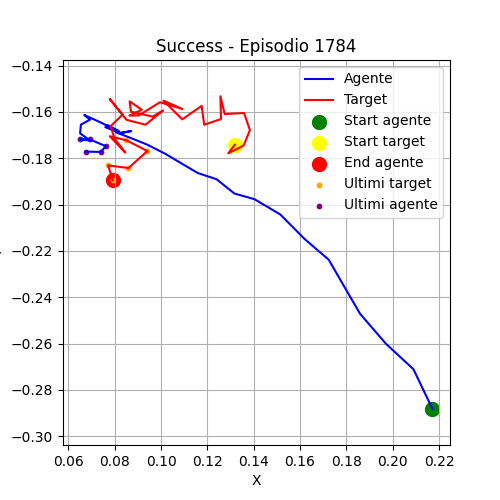 Success - Episodio 1784
−0.14
−0.16
−0.18
−0.20
−0.22
−0.24
−0.26
−0.28
−0.30
Agente
Target
Start agente
Start target
End agente
Ultimi target
Ultimi agente
0.06 0.08 0.10 0.12 0.14 0.16 0.18 0.20 0.22
X